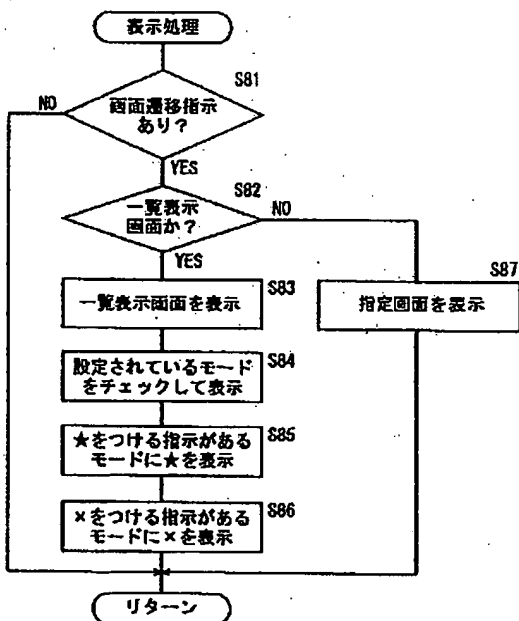 表示処理
S81
画面遷移指示
あり？
NO
YES
S82
一覧表示
画面か？
NO
YES
S83
一覧表示画面を表示
S87
指定画面を表示
S84
設定されているモード
をチェックして表示
S85
★をつける指示がある
モードに★を表示
S86
×をつける指示がある
モードに×を表示
リターン